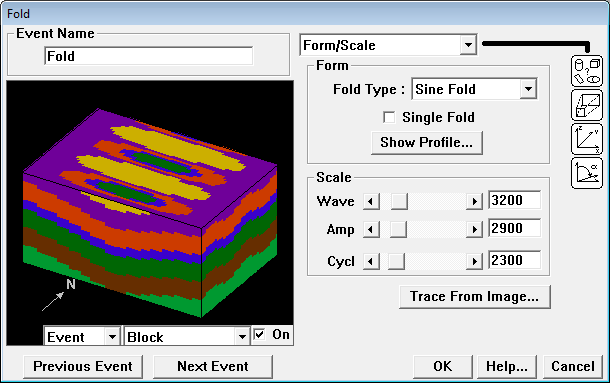 Fold
Event Name
Fold
Form/Scale
Form
Fold Type : Sine Fold
Single Fold
Show Profile...
Scale
Wave 3200
Amp 2900
Cycl 2300
Trace From Image...
N
Event Block On
Previous Event Next Event OK Help... Cancel
Z Y X
α